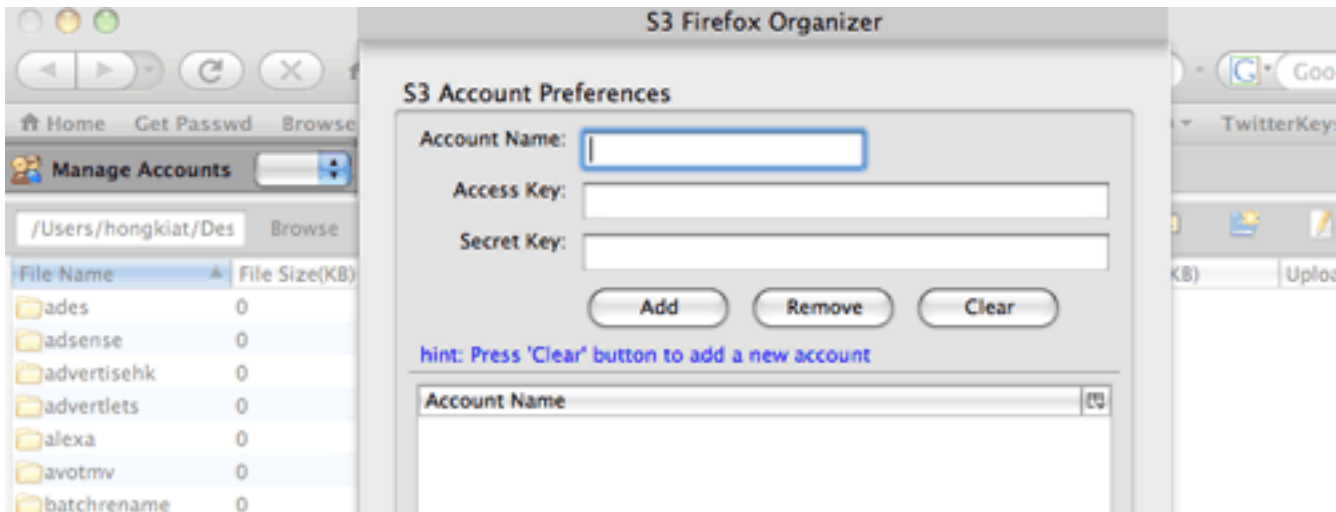 S3 Firefox Organizer
Goo
Home Get Passwd Browse
TwitterKeys
Manage Accounts
/Users/hongkiat/Des Browse
File Name File Size(KB)
ades 0
adsense 0
advertisehk 0
advertlets 0
alexa 0
avotmv 0
batchrename 0
S3 Account Preferences
Account Name:
Access Key:
Secret Key:
Add Remove Clear
hint: Press 'Clear' button to add a new account
Account Name
KB) Uploa